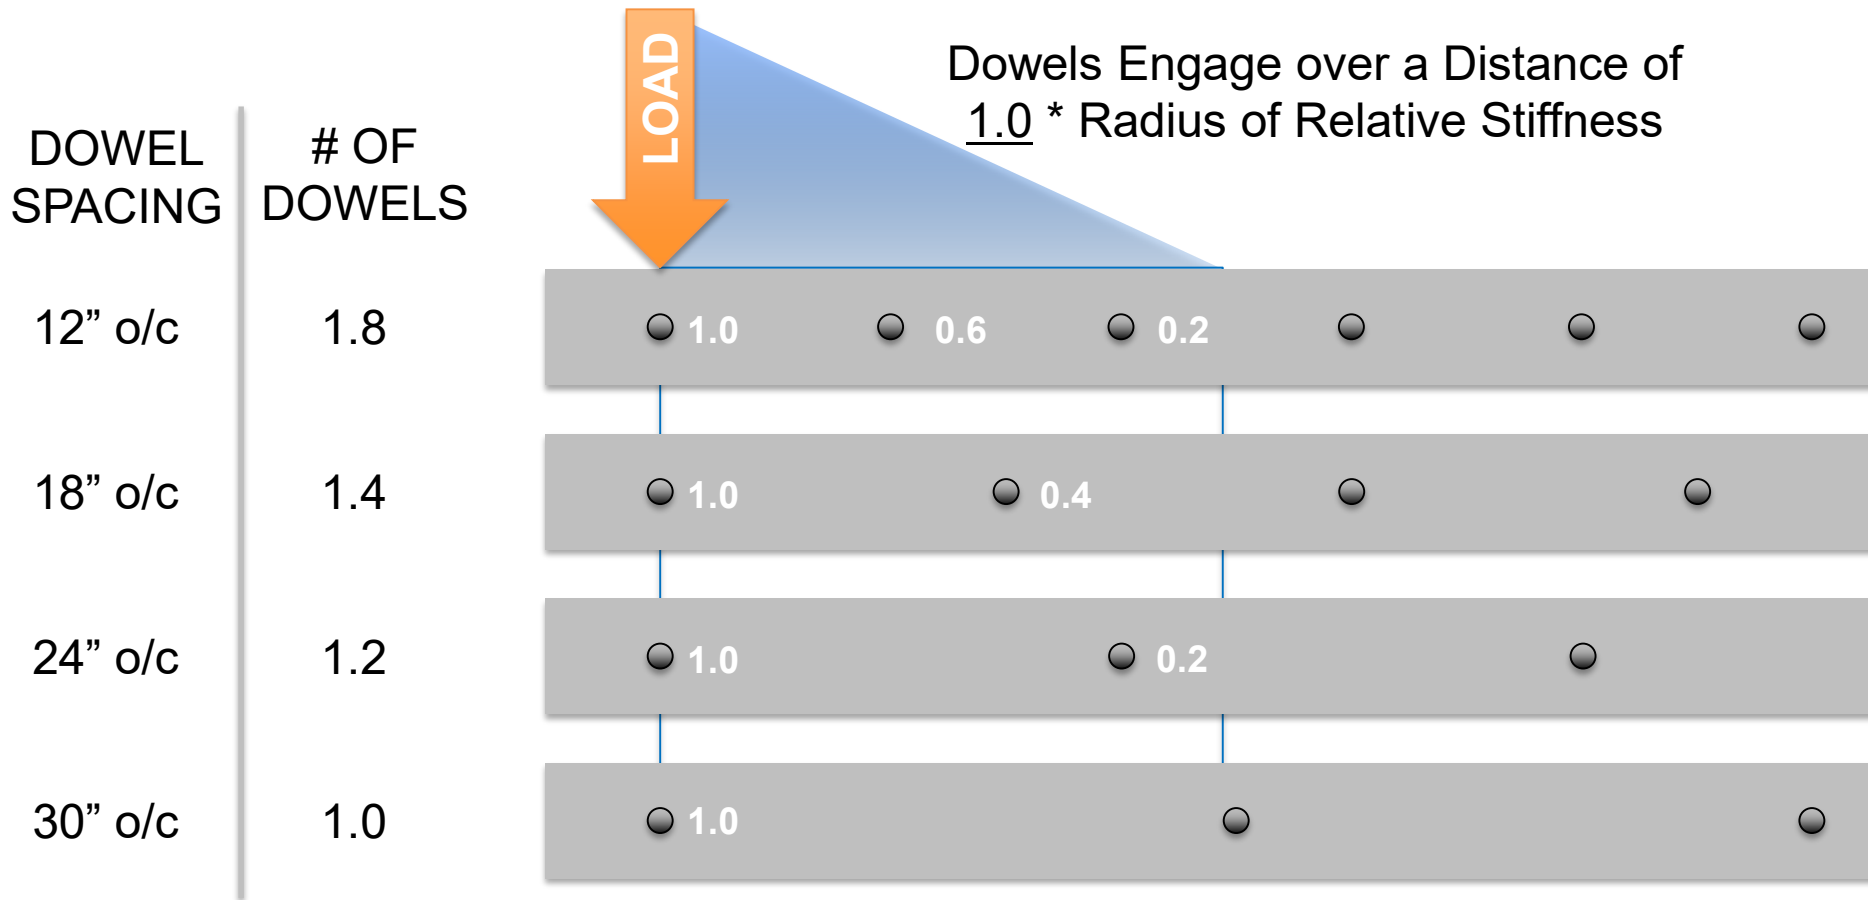 LOAD
Dowels Engage over a Distance of
1.0 * Radius of Relative Stiffness
DOWEL
SPACING
# OF
DOWELS
12” o/c 1.8 1.0 0.6 0.2
18” o/c 1.4 1.0 0.4
24” o/c 1.2 1.0 0.2
30” o/c 1.0 1.0